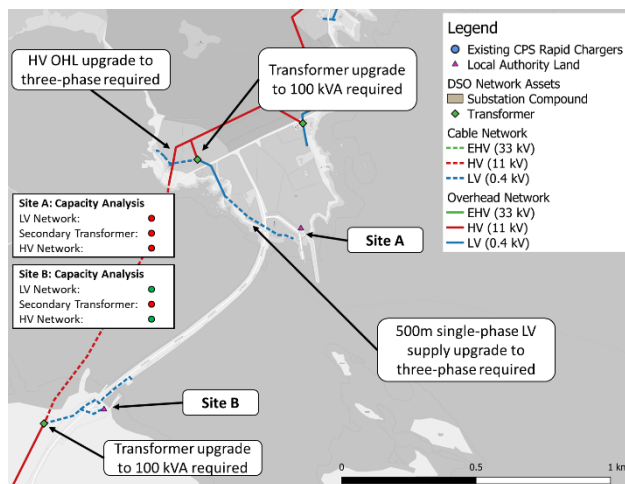 HV OHL upgrade to
three-phase required
Transformer upgrade
to 100 kVA required
Legend
Existing CPS Rapid Chargers
Local Authority Land
DSO Network Assets
Substation Compound
Transformer
Cable Network
EHV (33 kV)
HV (11 kV)
LV (0.4 kV)
Overhead Network
EHV (33 kV)
HV (11 kV)
LV (0.4 kV)
Site A: Capacity Analysis
LV Network:
Secondary Transformer:
HV Network:
Site A
Site B: Capacity Analysis
LV Network:
Secondary Transformer:
HV Network:
500m single-phase LV
supply upgrade to
three-phase required
Site B
Transformer upgrade
to 100 kVA required
0 0.5 1 km